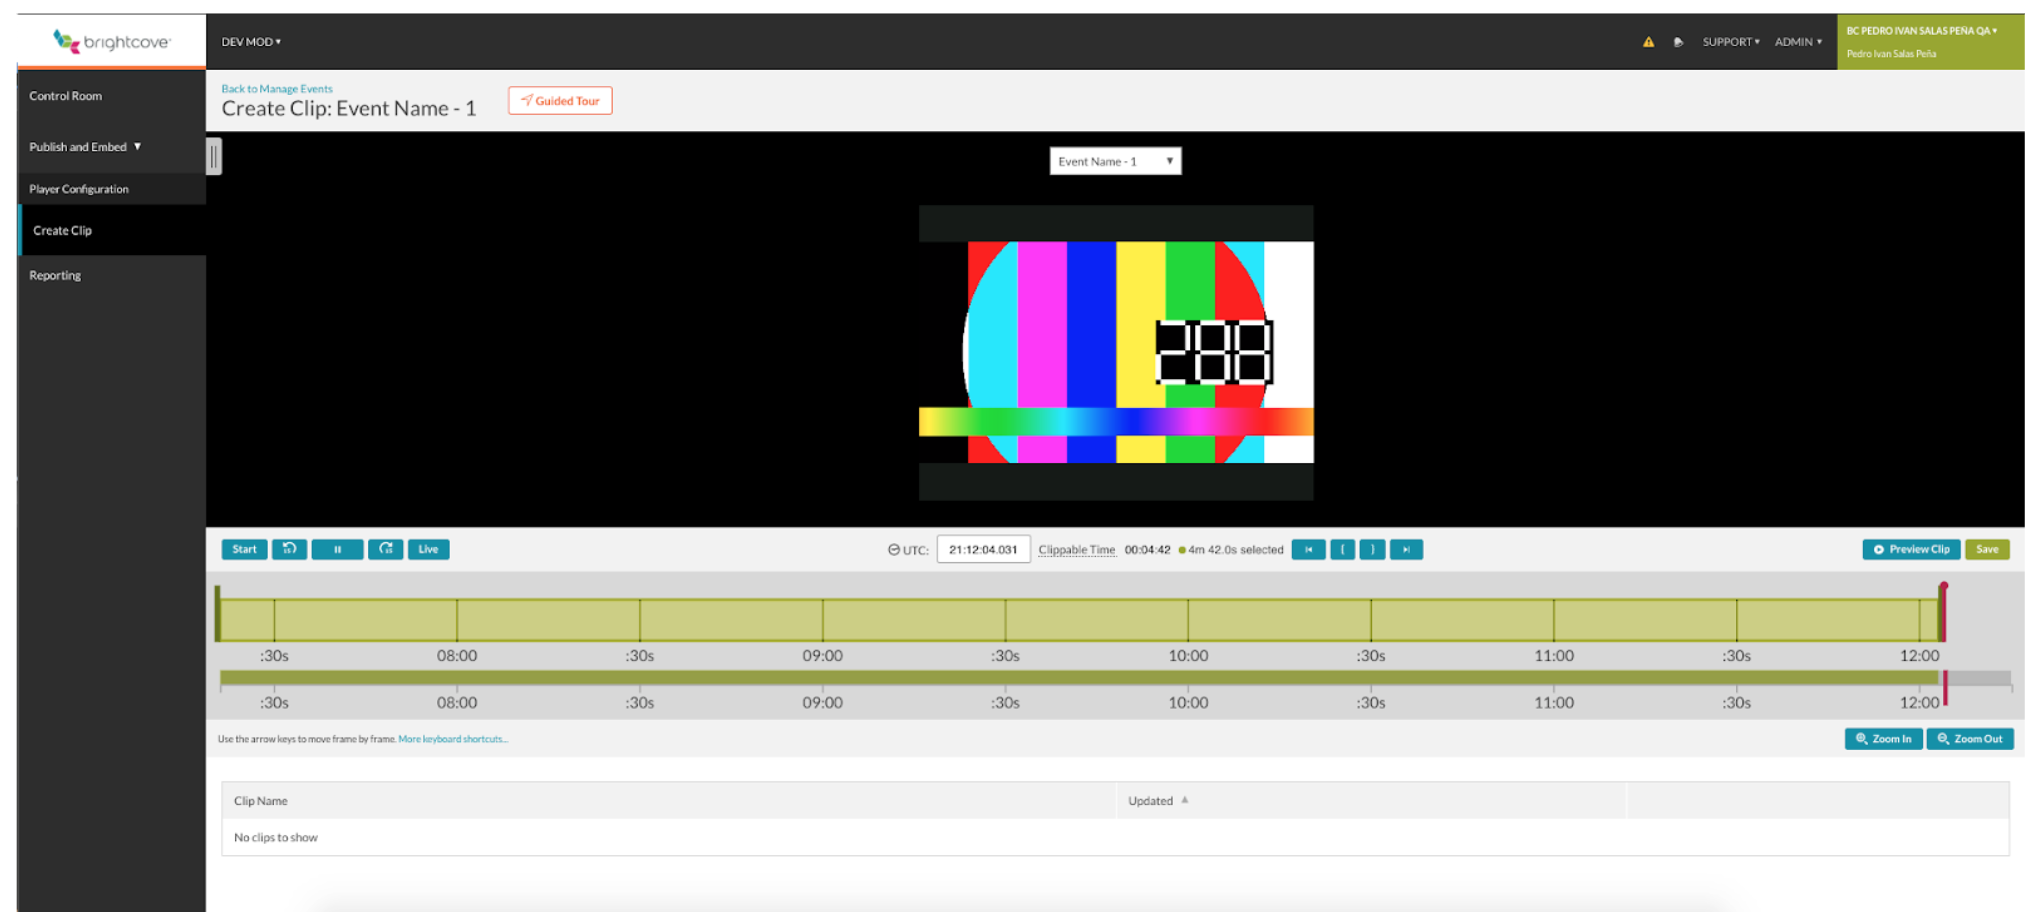 brightcove
DEV MOD
SUPPORT
ADMIN
BC PEDRO IVAN SALAS PEÑA QA
Pedro Ivan Salas Peña
Control Room
Publish and Embed
Player Configuration
Create Clip
Reporting
Back to Manage Events
Create Clip: Event Name - 1
Guided Tour
Event Name - 1
Start
15
15
Live
UTC: 21:12:04.031 Clippable Time 00:04:42 4m 42.0s selected
{ }
Preview Clip
Save
:30s 08:00 :30s 09:00 :30s 10:00 :30s 11:00 :30s 12:00
:30s 08:00 :30s 09:00 :30s 10:00 :30s 11:00 :30s 12:00
Use the arrow keys to move frame by frame. More keyboard shortcuts...
Zoom In
Zoom Out
Clip Name Updated
No clips to show